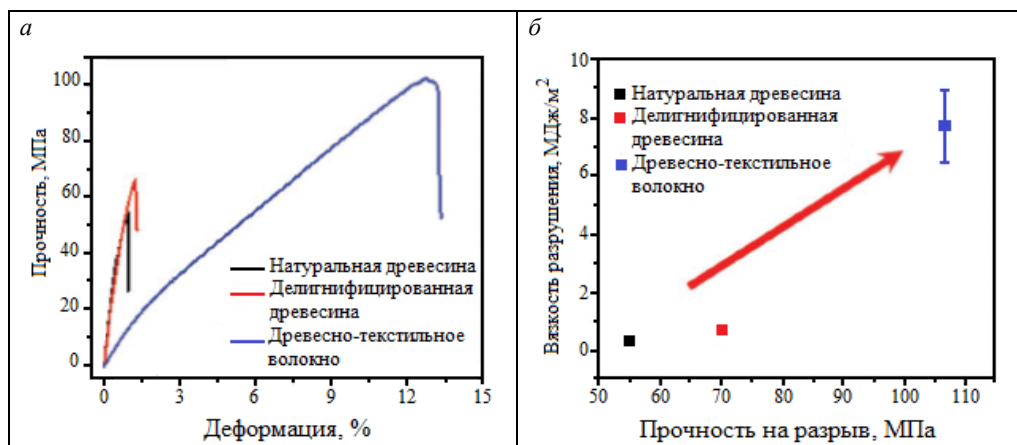 а
Прочность, МПа
100
80
60
40
20
0
Натуральная древесина
Делигнифицированная
древесина
Древесно-текстильное
волокно
0 3 6 9 12 15
Деформация, %
б
Вязкость разрушения, МДж/м²
10
8
6
4
2
0
Натуральная древесина
Делигнифицированная
древесина
Древесно-текстильное
волокно
50 60 70 80 90 100 110
Прочность на разрыв, МПа